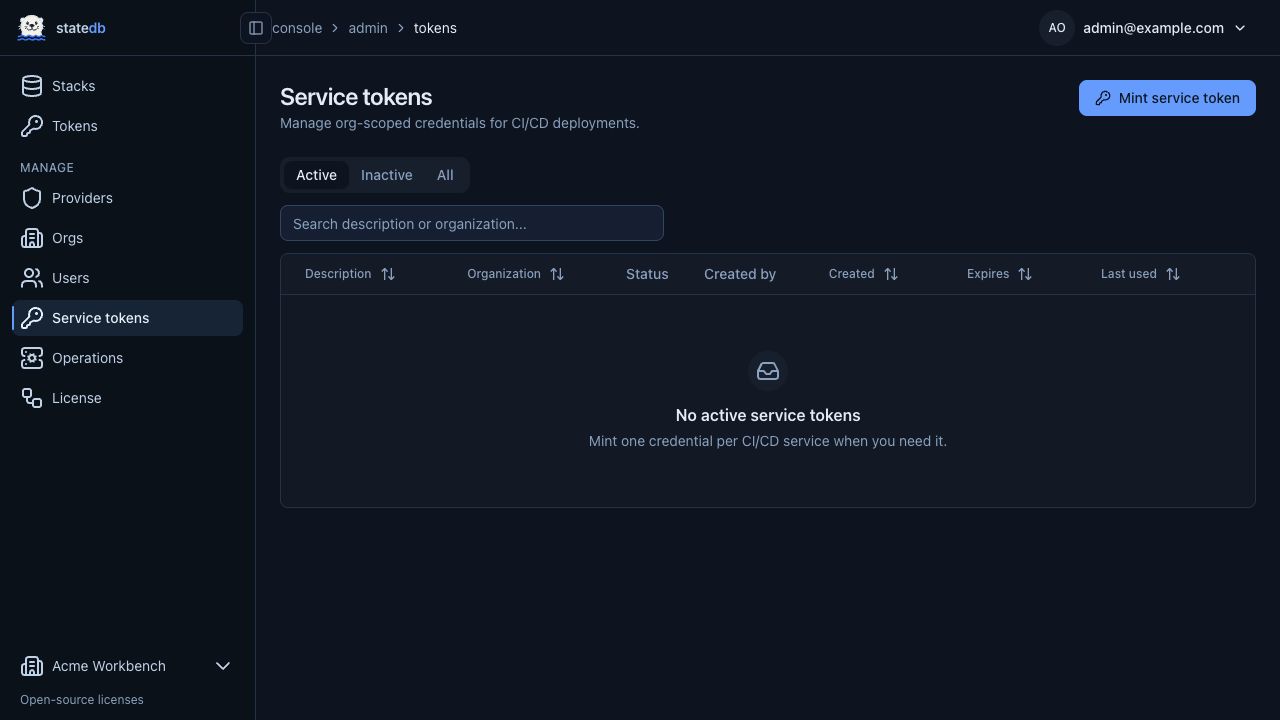 statedb
console > admin > tokens
AO admin@example.com
Stacks
Tokens
MANAGE
Providers
Orgs
Users
Service tokens
Operations
License
Acme Workbench
Open-source licenses
Service tokens
Manage org-scoped credentials for CI/CD deployments.
Mint service token
Active Inactive All
Search description or organization...
Description Organization Status Created by Created Expires Last used
No active service tokens
Mint one credential per CI/CD service when you need it.